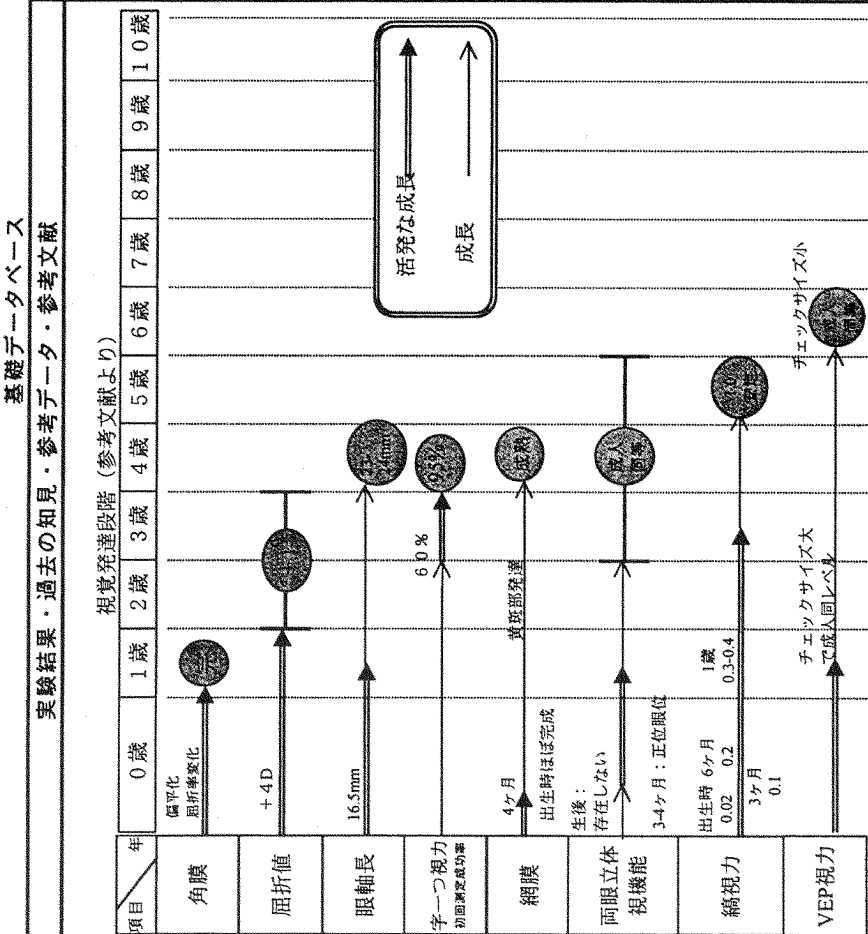 基礎データベース
実験結果・過去の知見・参考データ・参考文献
視覚発達段階（参考文献より）
項目 年 0歳 1歳 2歳 3歳 4歳 5歳 6歳 7歳 8歳 9歳 10歳
角膜
扁平化
屈折率変化
屈折値
+4D
眼軸長
16.5mm
24mm
字一つ視力
初回測定成功率
60%
95%
網膜
4ヶ月
出生時ほぼ完成
黄斑部発達
成熟
両眼立体
視機能
生後：
存在しない
3-4ヶ月：正位眼位
成人
同等
縞視力
出生時 6ヶ月
0.02 0.2
3ヶ月
0.1
1歳
0.3-0.4
安定
VEP視力
チェックサイズ大
で成人同レベル
チェックサイズ小
成人
同等
活発な成長
成長